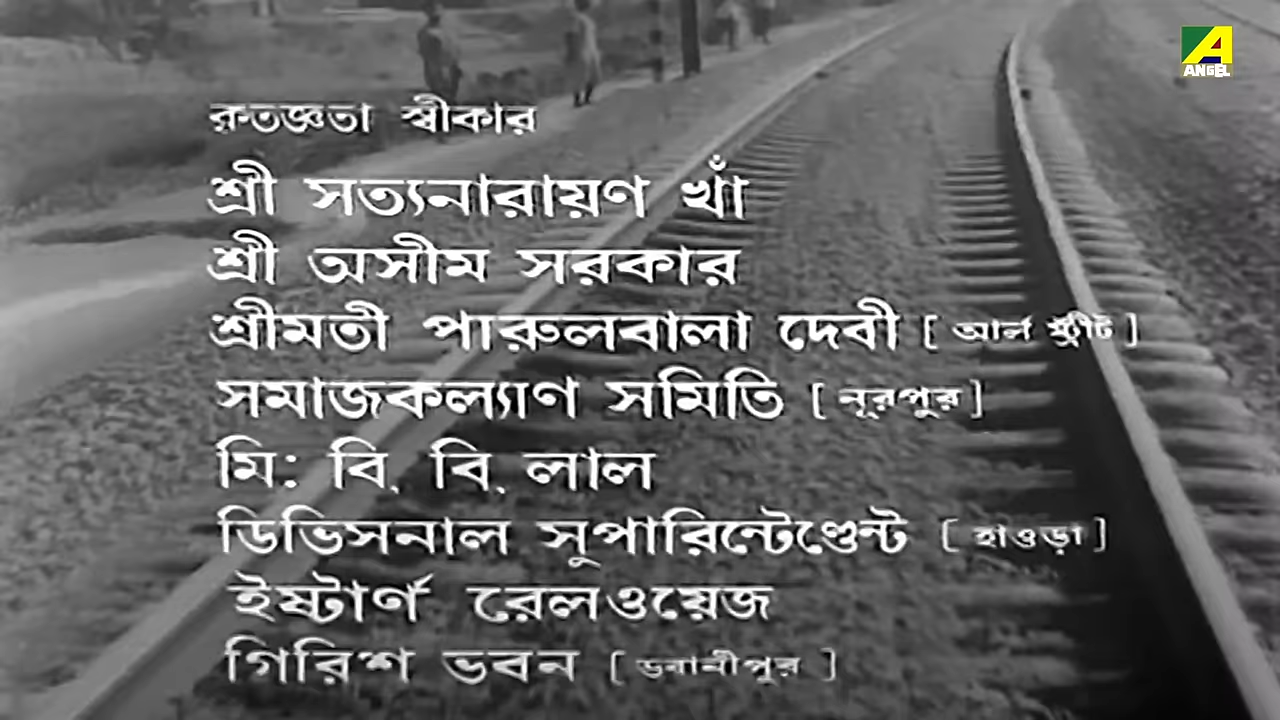 কৃতজ্ঞতা স্বীকার
শ্রী সত্যনারায়ণ খাঁ
শ্রী অসীম সরকার
শ্রীমতী পারুলবালা দেবী [ আর্ল ষ্ট্রীট ]
সমাজকল্যাণ সমিতি [ নূরপুর ]
মি: বি. বি. লাল
ডিভিসনাল সুপারিন্টেণ্ডেন্ট [ হাওড়া ]
ইষ্টার্ণ রেলওয়েজ
গিরিশ ভবন [ ভবানীপুর ]
ANGEL